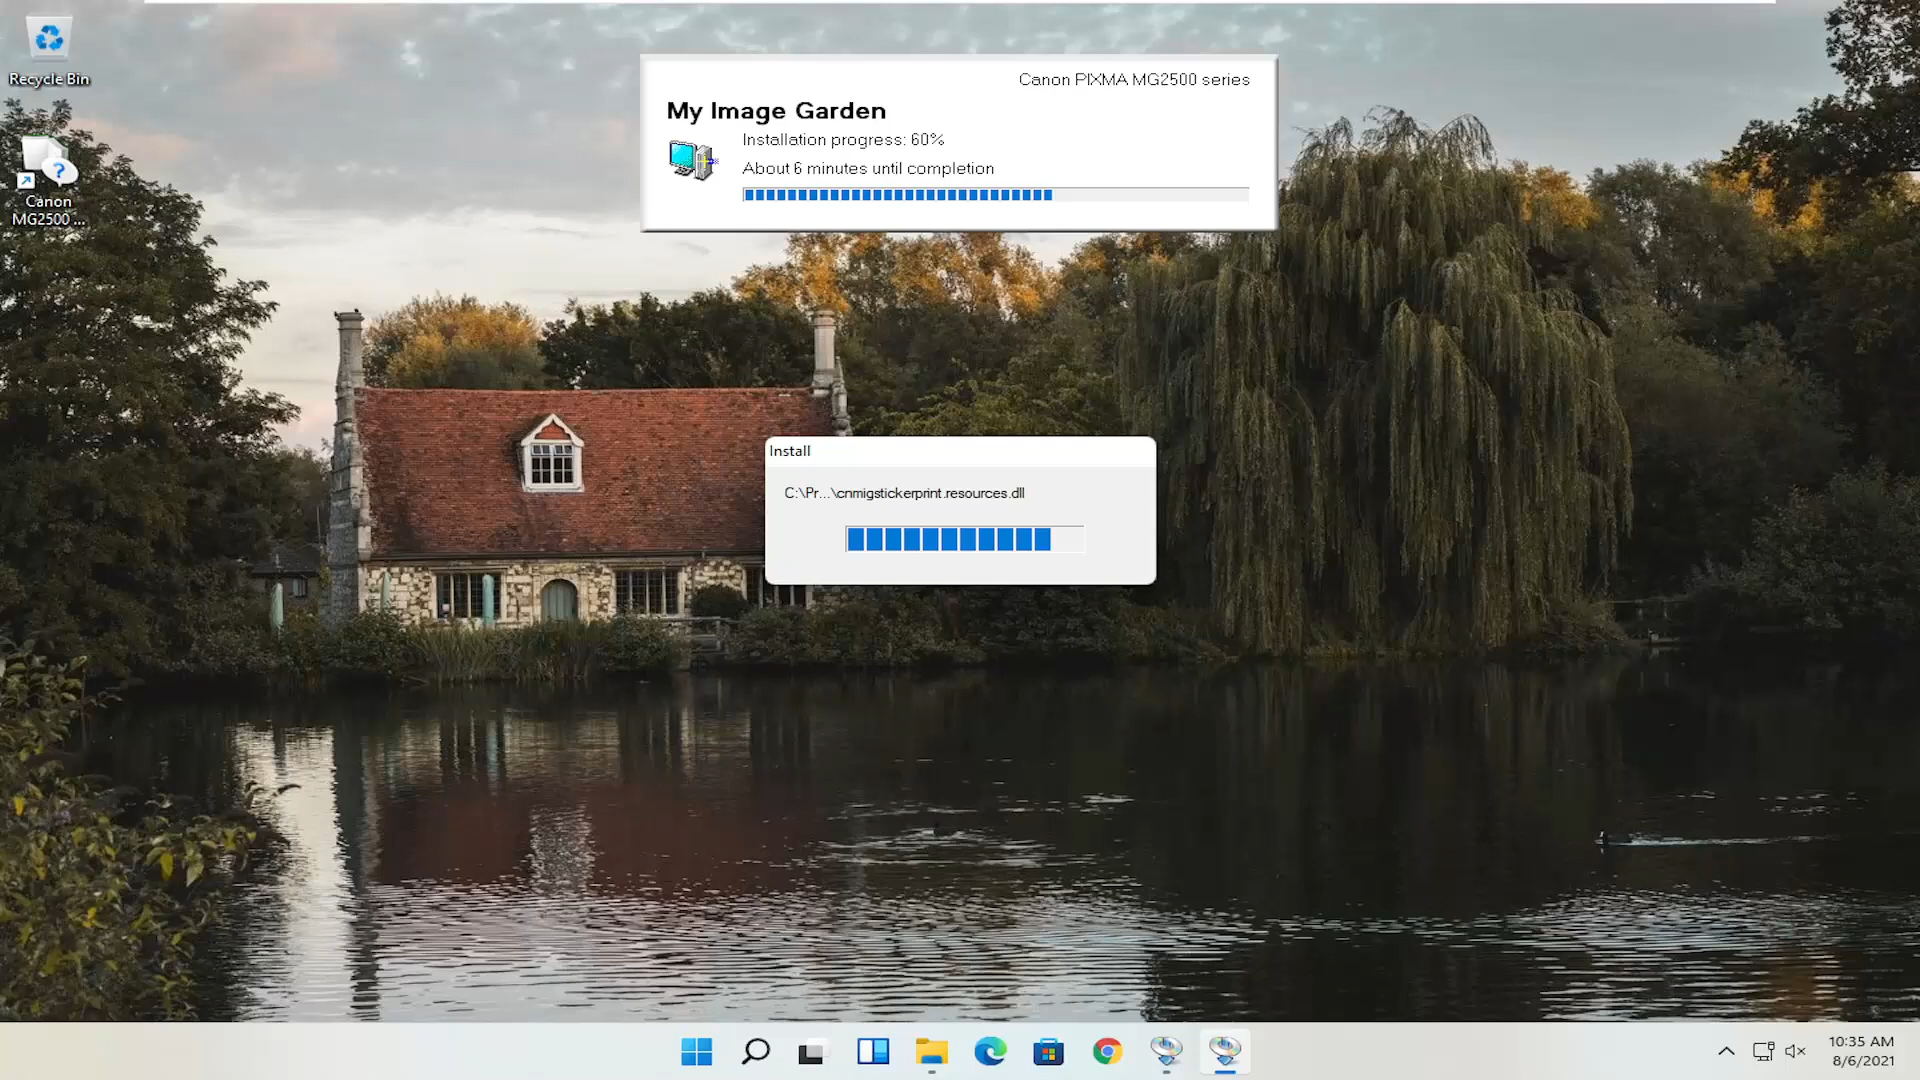 Recycle Bin
Canon
MG2500 ...
Canon PIXMA MG2500 series
My Image Garden
Installation progress: 60%
About 6 minutes until completion
Install
C:\Pr...\cnmigstickerprint.resources.dll
10:35 AM
8/6/2021